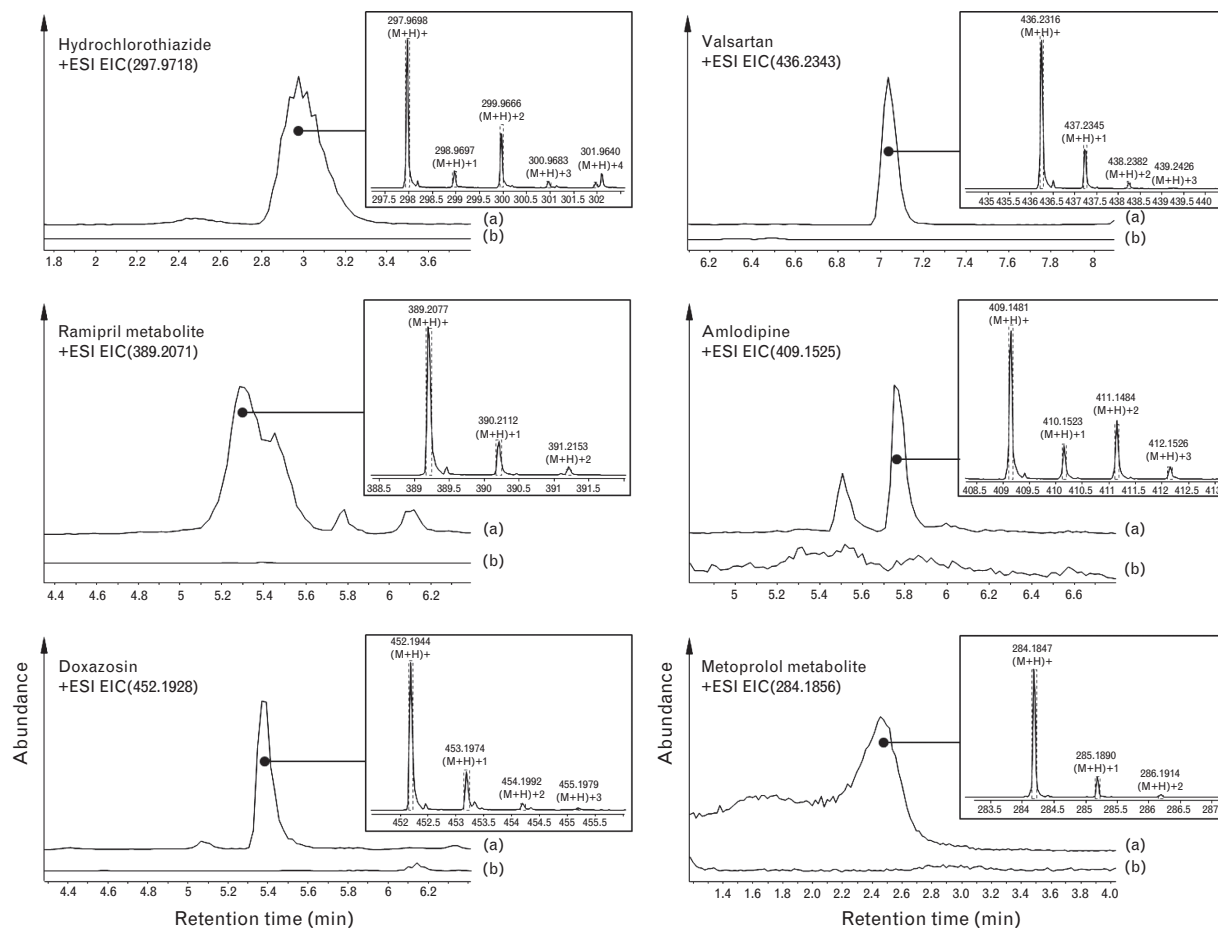 Hydrochlorothiazide
+ESI EIC(297.9718)
297.9698
(M+H)+
298.9697
(M+H)+1
299.9666
(M+H)+2
300.9683
(M+H)+3
301.9640
(M+H)+4
297.5 298 298.5 299 299.5 300 300.5 301 301.5 302
(a)
(b)
1.8 2 2.2 2.4 2.6 2.8 3 3.2 3.4 3.6
Valsartan
+ESI EIC(436.2343)
436.2316
(M+H)+
437.2345
(M+H)+1
438.2382
(M+H)+2
439.2426
(M+H)+3
435 435.5 436 436.5 437 437.5 438 438.5 439 439.5 440
(a)
(b)
6.2 6.4 6.6 6.8 7 7.2 7.4 7.6 7.8 8
Ramipril metabolite
+ESI EIC(389.2071)
389.2077
(M+H)+
390.2112
(M+H)+1
391.2153
(M+H)+2
388.5 389 389.5 390 390.5 391 391.5
(a)
(b)
4.4 4.6 4.8 5 5.2 5.4 5.6 5.8 6 6.2
Amlodipine
+ESI EIC(409.1525)
409.1481
(M+H)+
410.1523
(M+H)+1
411.1484
(M+H)+2
412.1526
(M+H)+3
408.5 409 409.5 410 410.5 411 411.5 412 412.5 413
(a)
(b)
5 5.2 5.4 5.6 5.8 6 6.2 6.4 6.6
Doxazosin
+ESI EIC(452.1928)
452.1944
(M+H)+
453.1974
(M+H)+1
454.1992
(M+H)+2
455.1979
(M+H)+3
452 452.5 453 453.5 454 454.5 455 455.5
(a)
(b)
4.4 4.6 4.8 5 5.2 5.4 5.6 5.8 6 6.2
Abundance
Retention time (min)
Metoprolol metabolite
+ESI EIC(284.1856)
284.1847
(M+H)+
285.1890
(M+H)+1
286.1914
(M+H)+2
283.5 284 284.5 285 285.5 286 286.5 287
(a)
(b)
1.2 1.4 1.6 1.8 2.0 2.2 2.4 2.6 2.8 3.0 3.2 3.4 3.6 3.8 4.0
Abundance
Retention time (min)